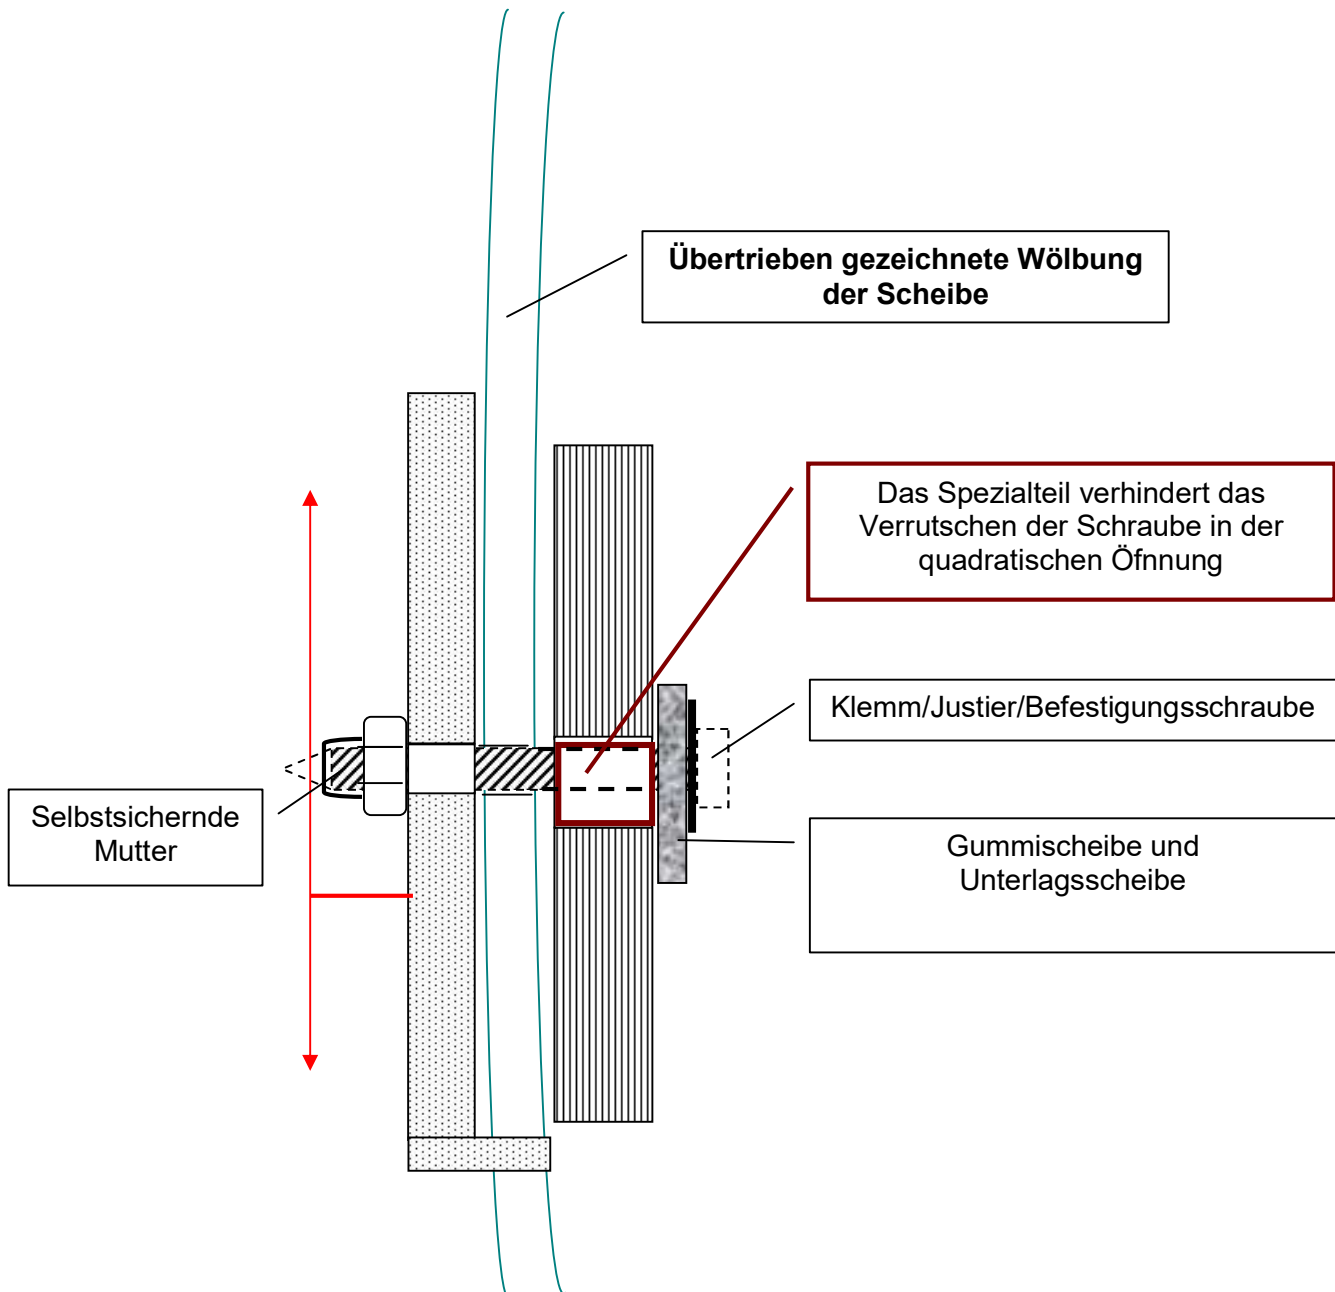 Übertrieben gezeichnete Wölbung
der Scheibe
Das Spezialteil verhindert das
Verrutschen der Schraube in der
quadratischen Öfnnung
Klemm/Justier/Befestigungsschraube
Selbstsichernde
Mutter
Gummischeibe und
Unterlagsscheibe